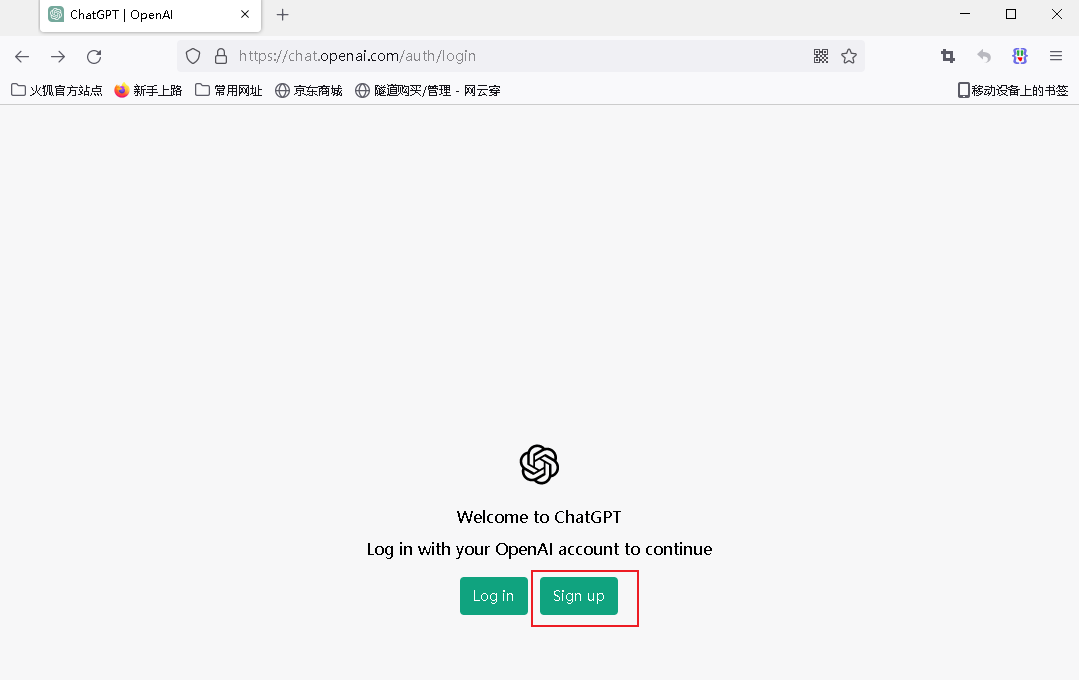 ChatGPT | OpenAI
https://chat.openai.com/auth/login
火狐官方站点 新手上路 常用网址 京东商城 隧道购买/管理 - 网云穿 移动设备上的书签
Welcome to ChatGPT
Log in with your OpenAI account to continue
Log in Sign up